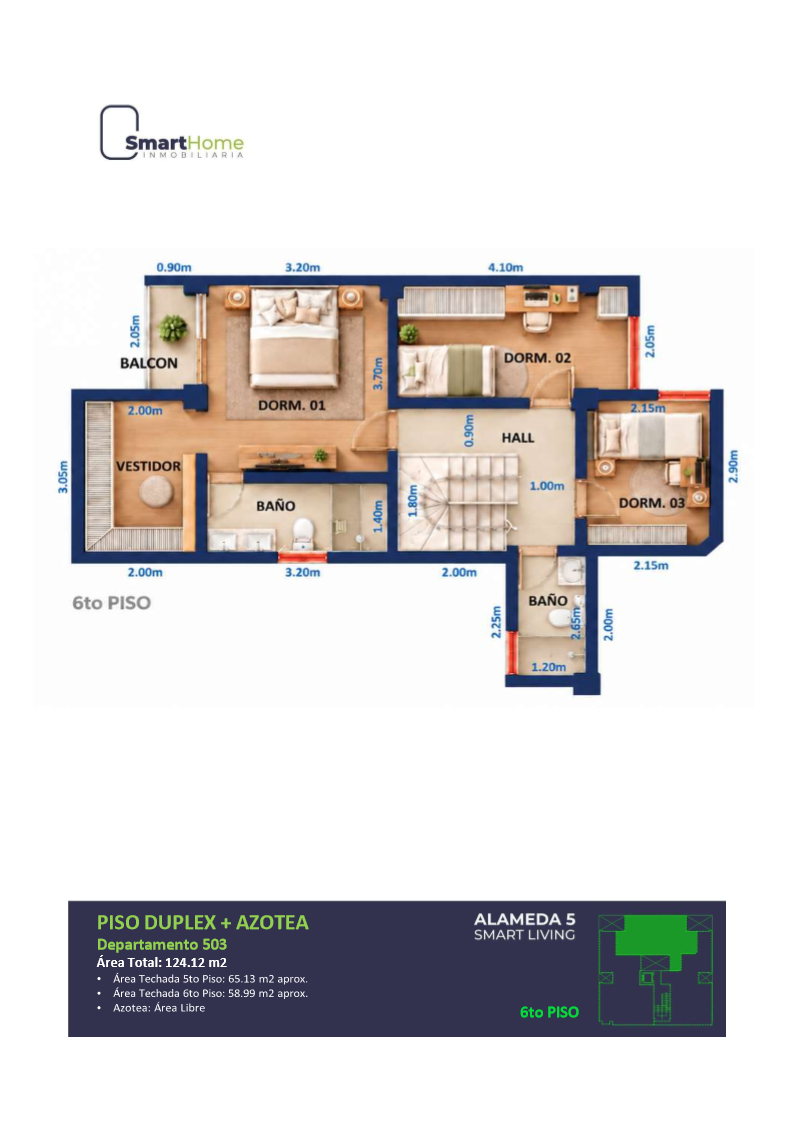 SmartHome
INMOBILIARIA
0.90m
3.20m
4.10m
2.05m
BALCON
DORM. 01
3.70m
DORM. 02
2.05m
2.00m
2.15m
0.90m
HALL
3.05m
VESTIDOR
2.90m
1.00m
BAÑO
1.40m
1.80m
DORM. 03
2.00m
3.20m
2.00m
2.15m
6to PISO
BAÑO
2.25m
2.65m
2.00m
1.20m
PISO DUPLEX + AZOTEA
Departamento 503
Área Total: 124.12 m2
• Área Techada 5to Piso: 65.13 m2 aprox.
• Área Techada 6to Piso: 58.99 m2 aprox.
• Azotea: Área Libre
ALAMEDA 5
SMART LIVING
6to PISO